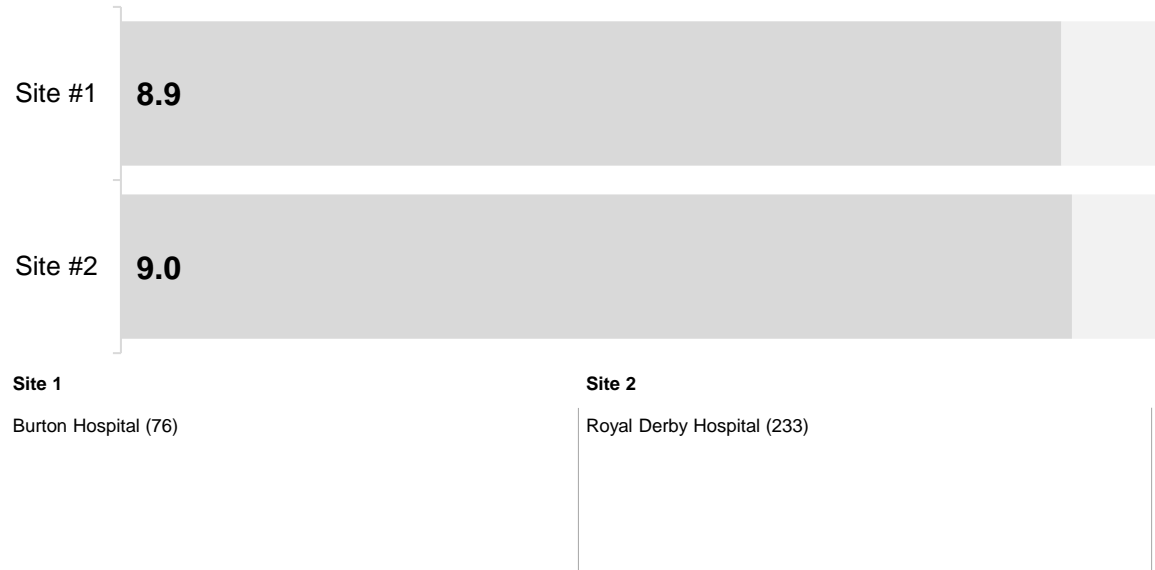 Site #1 8.9
Site #2 9.0
Site 1
Burton Hospital (76)
Site 2
Royal Derby Hospital (233)